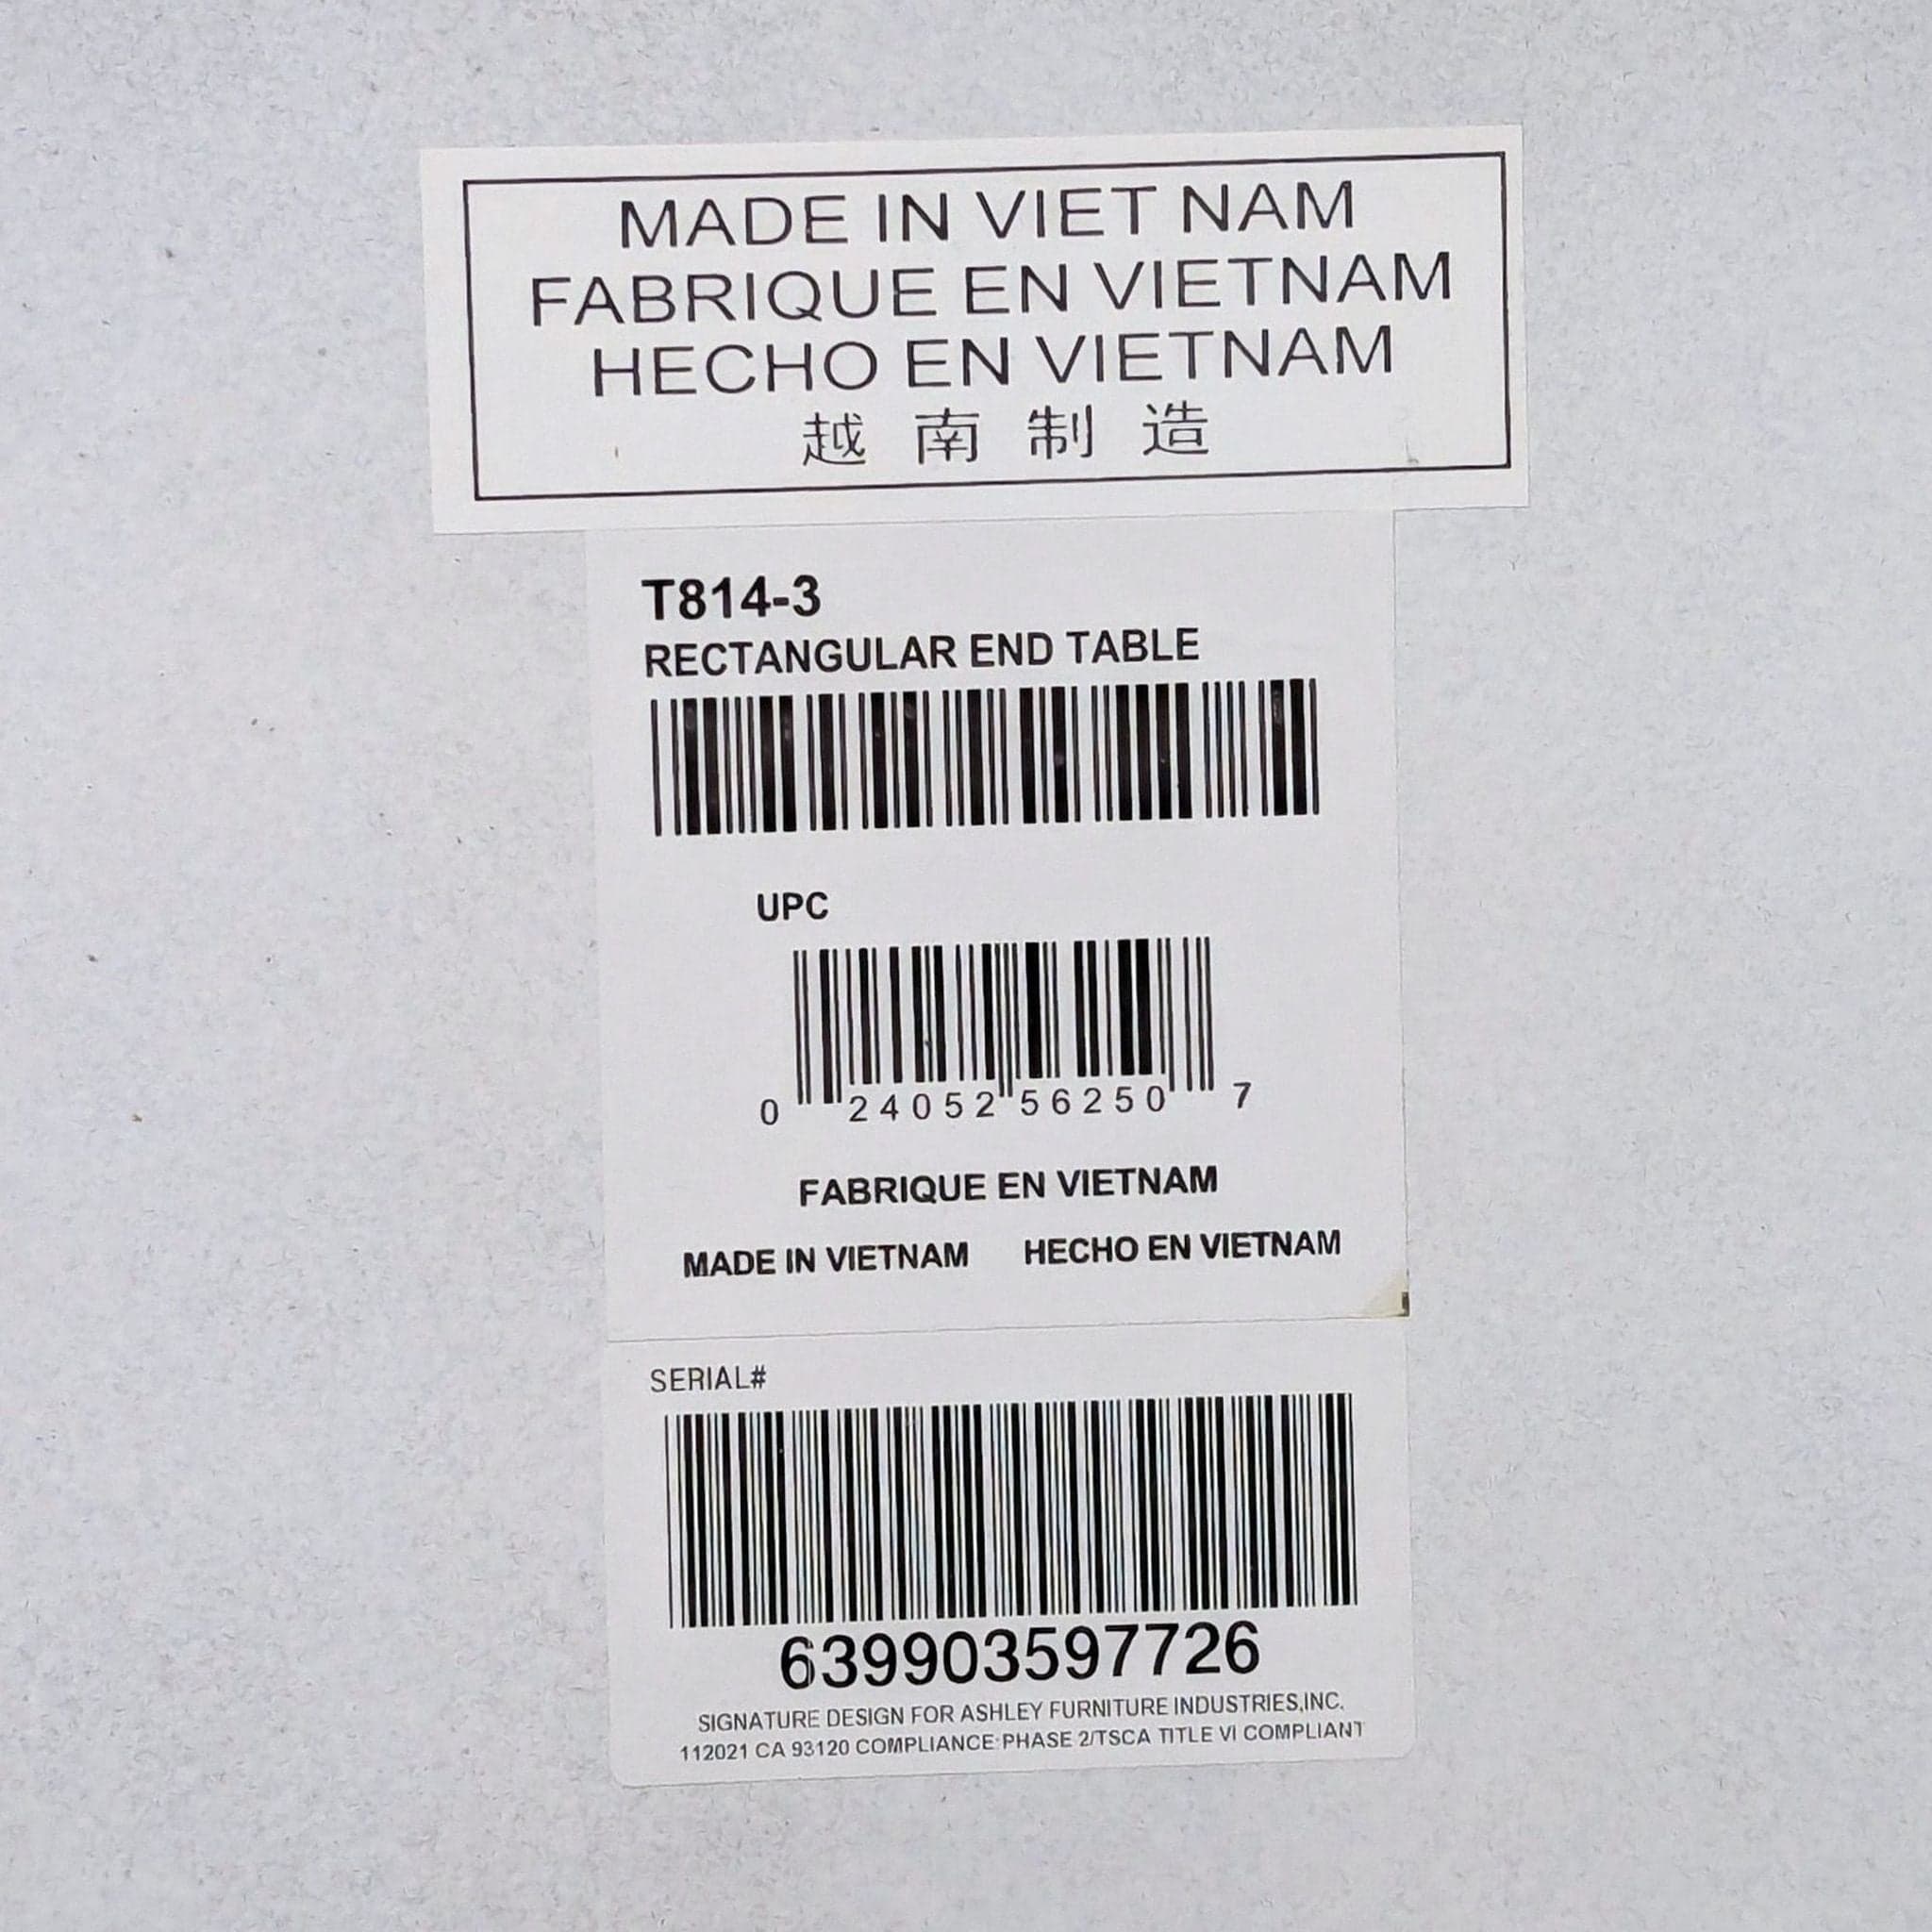 MADE IN VIET NAM
FABRIQUE EN VIETNAM
HECHO EN VIETNAM
越南制造
T814-3
RECTANGULAR END TABLE
UPC
0 24052 56250 7
FABRIQUE EN VIETNAM
MADE IN VIETNAM HECHO EN VIETNAM
SERIAL#
639903597726
SIGNATURE DESIGN FOR ASHLEY FURNITURE INDUSTRIES,INC.
112021 CA 93120 COMPLIANCE:PHASE 2/TSCA TITLE VI COMPLIANT